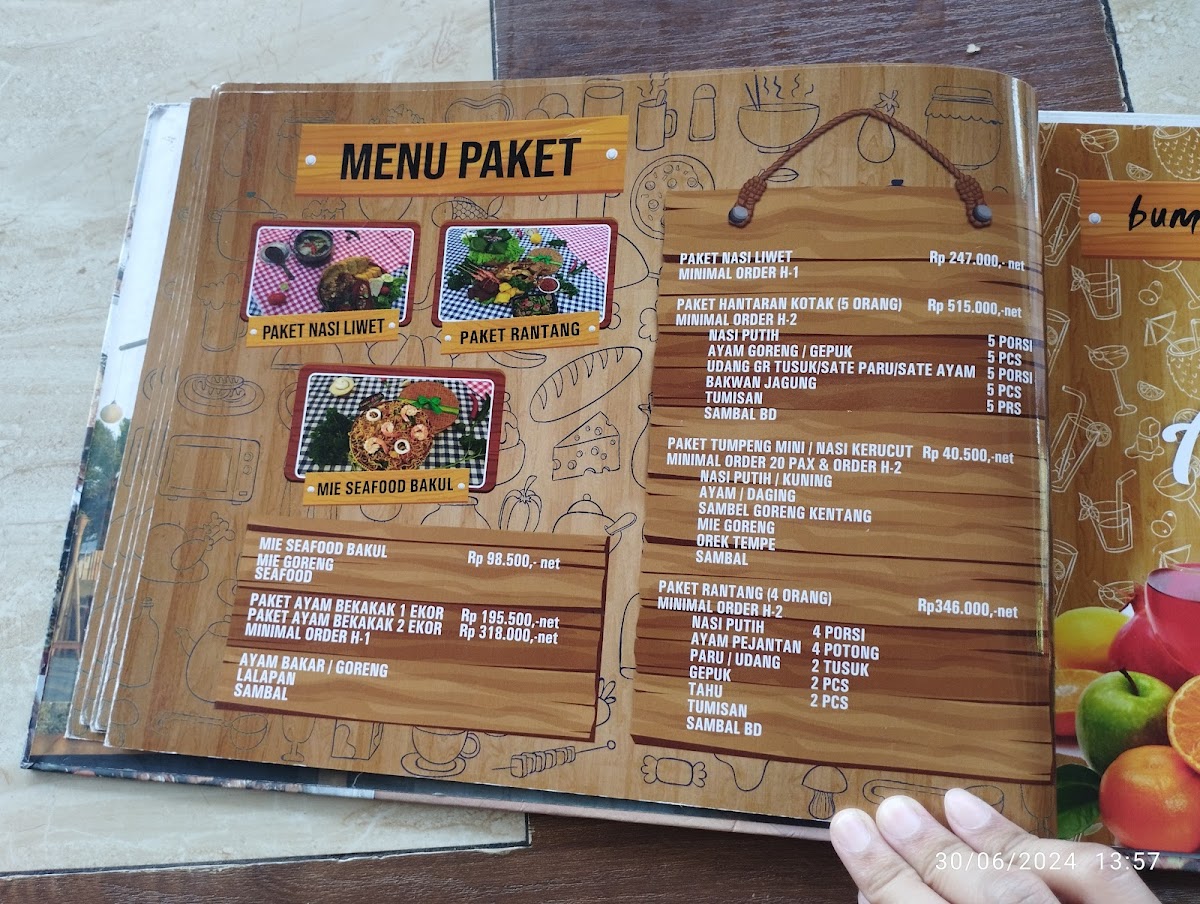 MENU PAKET
PAKET NASI LIWET
PAKET RANTANG
MIE SEAFOOD BAKUL
MIE SEAFOOD BAKUL Rp 98.500,- net
MIE GORENG
SEAFOOD
PAKET AYAM BEKAKAK 1 EKOR Rp 195.500,-net
PAKET AYAM BEKAKAK 2 EKOR Rp 318.000,-net
MINIMAL ORDER H-1
AYAM BAKAR / GORENG
LALAPAN
SAMBAL
PAKET NASI LIWET Rp 247.000,- net
MINIMAL ORDER H-1
PAKET HANTARAN KOTAK (5 ORANG) Rp 515.000,-net
MINIMAL ORDER H-2
NASI PUTIH 5 PORSI
AYAM GORENG / GEPUK 5 PCS
UDANG GR TUSUK/SATE PARU/SATE AYAM 5 PORSI
BAKWAN JAGUNG 5 PCS
TUMISAN 5 PRS
SAMBAL BD
PAKET TUMPENG MINI / NASI KERUCUT Rp 40.500,-net
MINIMAL ORDER 20 PAX & ORDER H-2
NASI PUTIH / KUNING
AYAM / DAGING
SAMBEL GORENG KENTANG
MIE GORENG
OREK TEMPE
SAMBAL
PAKET RANTANG (4 ORANG) Rp346.000,-net
MINIMAL ORDER H-2
NASI PUTIH 4 PORSI
AYAM PEJANTAN 4 POTONG
PARU / UDANG 2 TUSUK
GEPUK 2 PCS
TAHU 2 PCS
TUMISAN
SAMBAL BD
bum
30/06/2024 13:57